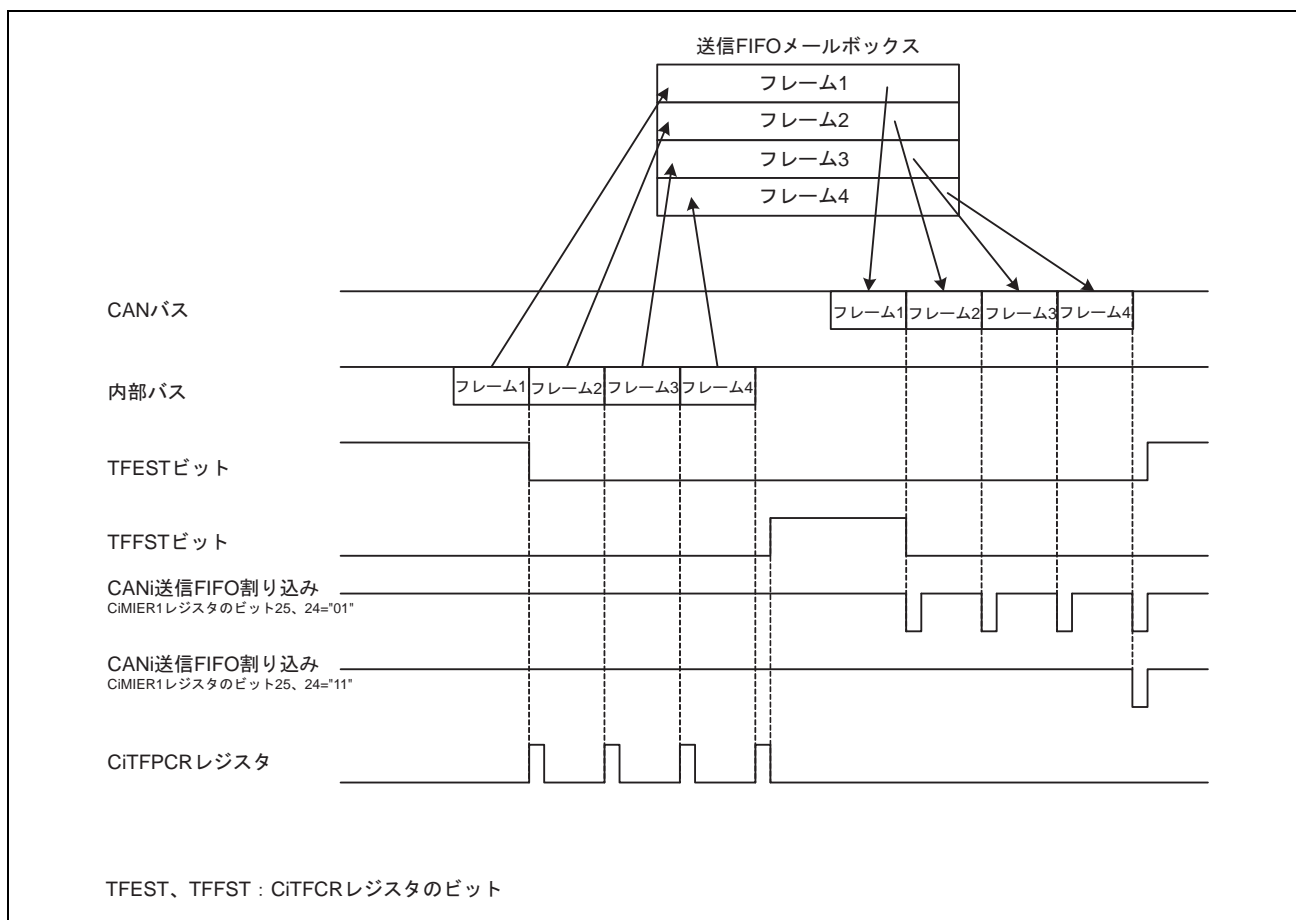 送信FIFOメールボックス
フレーム1
フレーム2
フレーム3
フレーム4
CANバス
フレーム1 フレーム2 フレーム3 フレーム4
内部バス
フレーム1 フレーム2 フレーム3 フレーム4
TFESTビット
TFFSTビット
CANi送信FIFO割り込み
CiMIER1レジスタのビット25、24="01"
CANi送信FIFO割り込み
CiMIER1レジスタのビット25、24="11"
CiTFPCRレジスタ
TFEST、TFFST : CiTFCRレジスタのビット